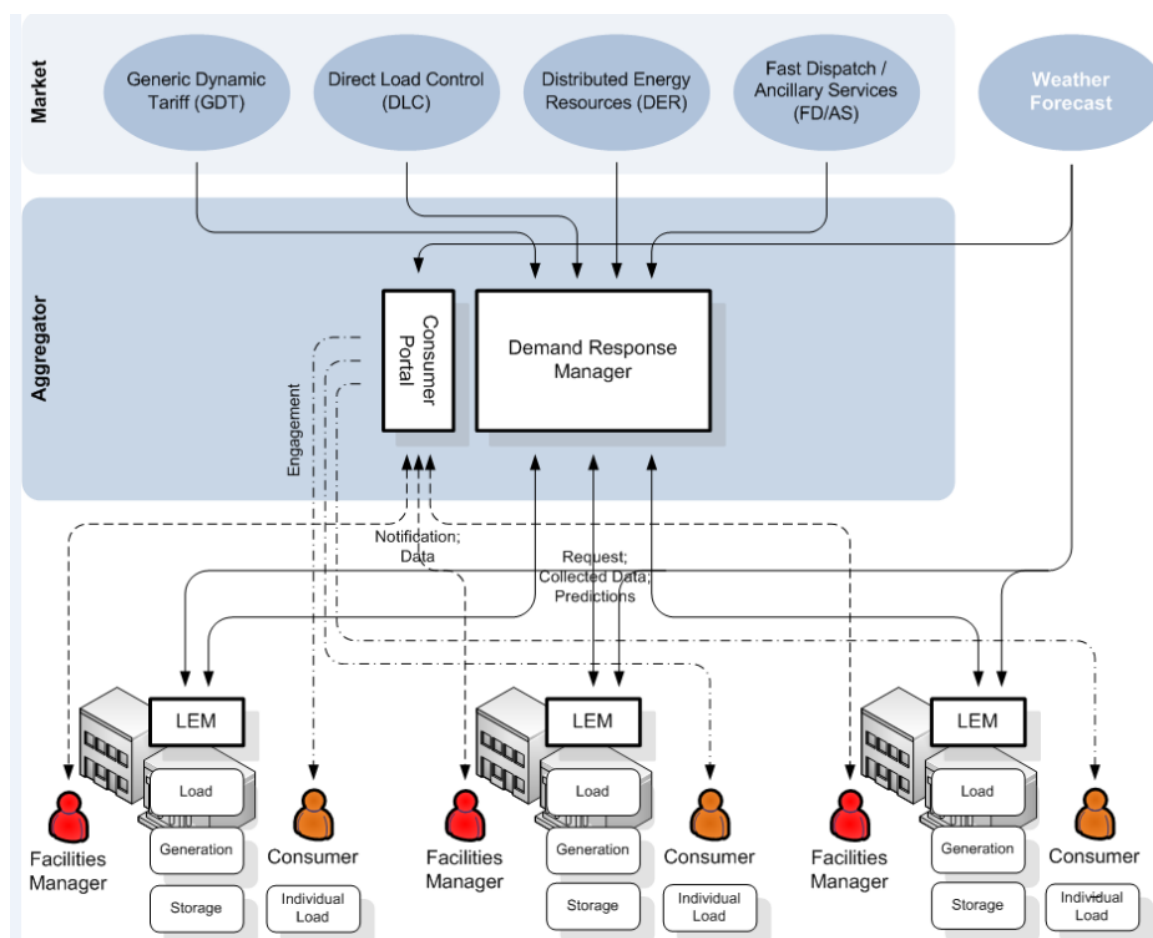 Market
Generic Dynamic
Tariff (GDT)
Direct Load Control
(DLC)
Distributed Energy
Resources (DER)
Fast Dispatch /
Ancillary Services
(FD/AS)
Weather
Forecast
Aggregator
Consumer
Portal
Demand Response
Manager
Engagement
Notification;
Data
Request;
Collected Data;
Predictions
LEM
Load
Generation
Storage
Facilities
Manager
Consumer
Individual
Load
LEM
Load
Generation
Storage
Facilities
Manager
Consumer
Individual
Load
LEM
Load
Generation
Storage
Facilities
Manager
Consumer
Individual
Load